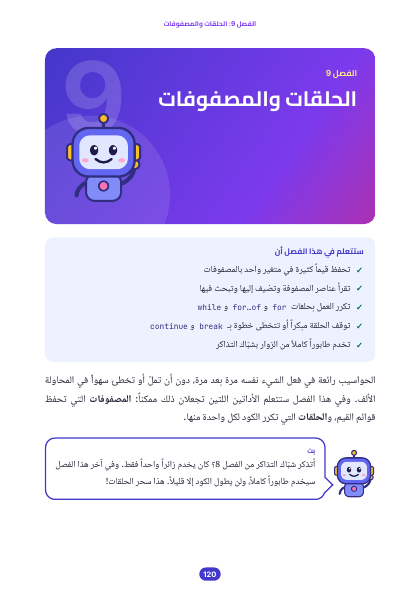 الفصل 9: الحلقات والمصفوفات
9
الفصل 9
الحلقات والمصفوفات
ستتعلم في هذا الفصل أن
✓ تحفظ قيماً كثيرة في متغير واحد بالمصفوفات
✓ تقرأ عناصر المصفوفة وتضيف إليها وتبحث فيها
✓ تكرر العمل بحلقات for و for…of و while
✓ توقف الحلقة مبكراً أو تتخطى خطوة بـ break و continue
✓ تخدم طابوراً كاملاً من الزوار بشبّاك التذاكر
الحواسيب رائعة في فعل الشيء نفسه مرة بعد مرة، دون أن تملّ أو تخطى سهواً في المحاولة
الألف. وفي هذا الفصل ستتعلم الأداتين اللتين تجعلان ذلك ممكناً: المصفوفات التي تحفظ
قوائم القيم، والحلقات التي تكرر الكود لكل واحدة منها.
بت
أتذكر شبّاك التذاكر من الفصل 8؟ كان يخدم زائراً واحداً فقط. وفي آخر هذا الفصل
سيخدم طابوراً كاملاً، ولن يطول الكود إلا قليلاً. هذا سحر الحلقات!
120